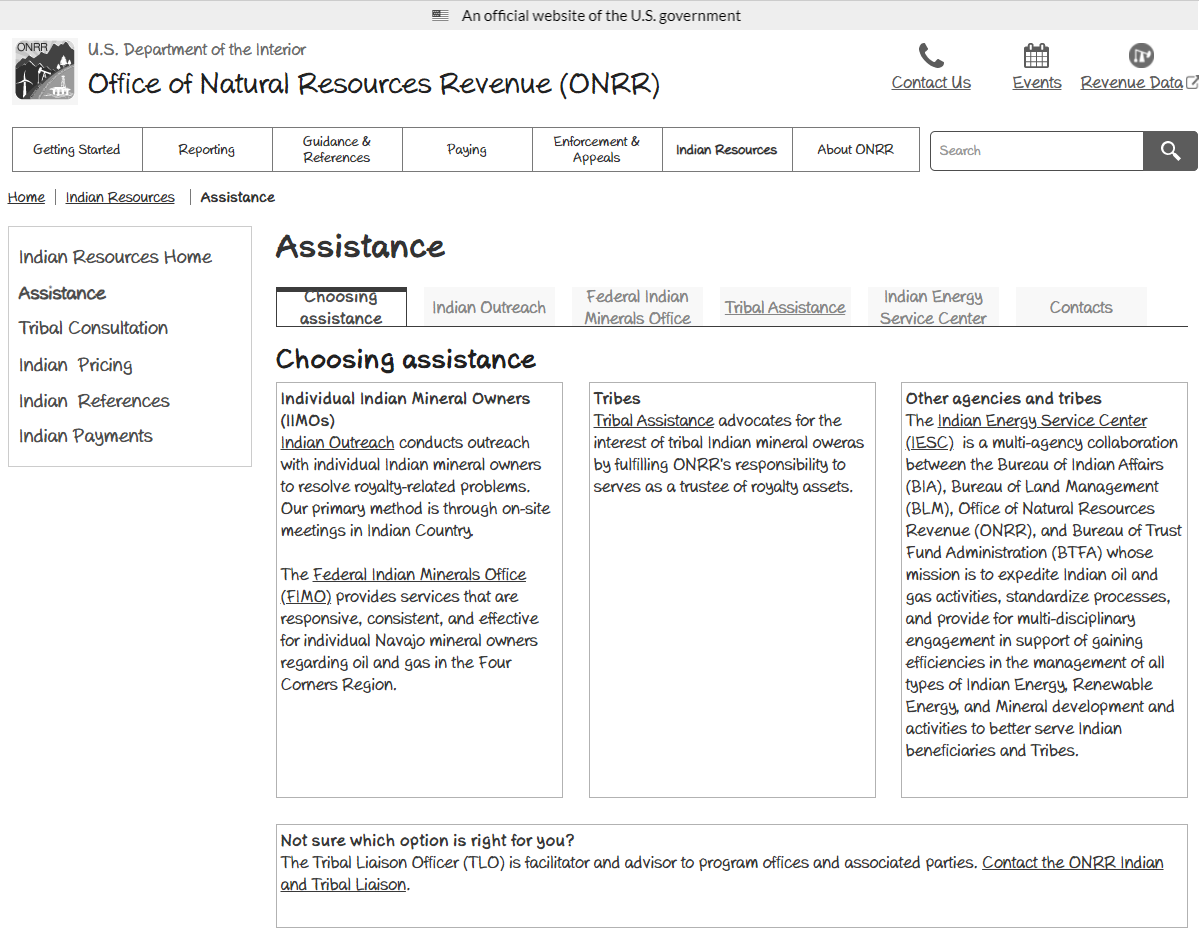 An official website of the U.S. government
ONRR
U.S. Department of the Interior
Office of Natural Resources Revenue (ONRR)
Contact Us
Events
Revenue Data
Getting Started
Reporting
Guidance &
References
Paying
Enforcement &
Appeals
Indian Resources
About ONRR
Search
Home
Indian Resources
Assistance
Indian Resources Home
Assistance
Tribal Consultation
Indian Pricing
Indian References
Indian Payments
Assistance
Choosing
assistance
Indian Outreach
Federal Indian
Minerals Office
Tribal Assistance
Indian Energy
Service Center
Contacts
Choosing assistance
Individual Indian Mineral Owners
(IIMOs)
Indian Outreach conducts outreach
with individual Indian mineral owners
to resolve royalty-related problems.
Our primary method is through on-site
meetings in Indian Country.
The Federal Indian Minerals Office
(FIMO) provides services that are
responsive, consistent, and effective
for individual Navajo mineral owners
regarding oil and gas in the Four
Corners Region.
Tribes
Tribal Assistance advocates for the
interest of tribal Indian mineral oweras
by fulfilling ONRR's responsibility to
serves as a trustee of royalty assets.
Other agencies and tribes
The Indian Energy Service Center
(IESC) is a multi-agency collaboration
between the Bureau of Indian Affairs
(BIA), Bureau of Land Management
(BLM), Office of Natural Resources
Revenue (ONRR), and Bureau of Trust
Fund Administration (BTFA) whose
mission is to expedite Indian oil and
gas activities, standardize processes,
and provide for multi-disciplinary
engagement in support of gaining
efficiencies in the management of all
types of Indian Energy, Renewable
Energy, and Mineral development and
activities to better serve Indian
beneficiaries and Tribes.
Not sure which option is right for you?
The Tribal Liaison Officer (TLO) is facilitator and advisor to program offices and associated parties. Contact the ONRR Indian
and Tribal Liaison.